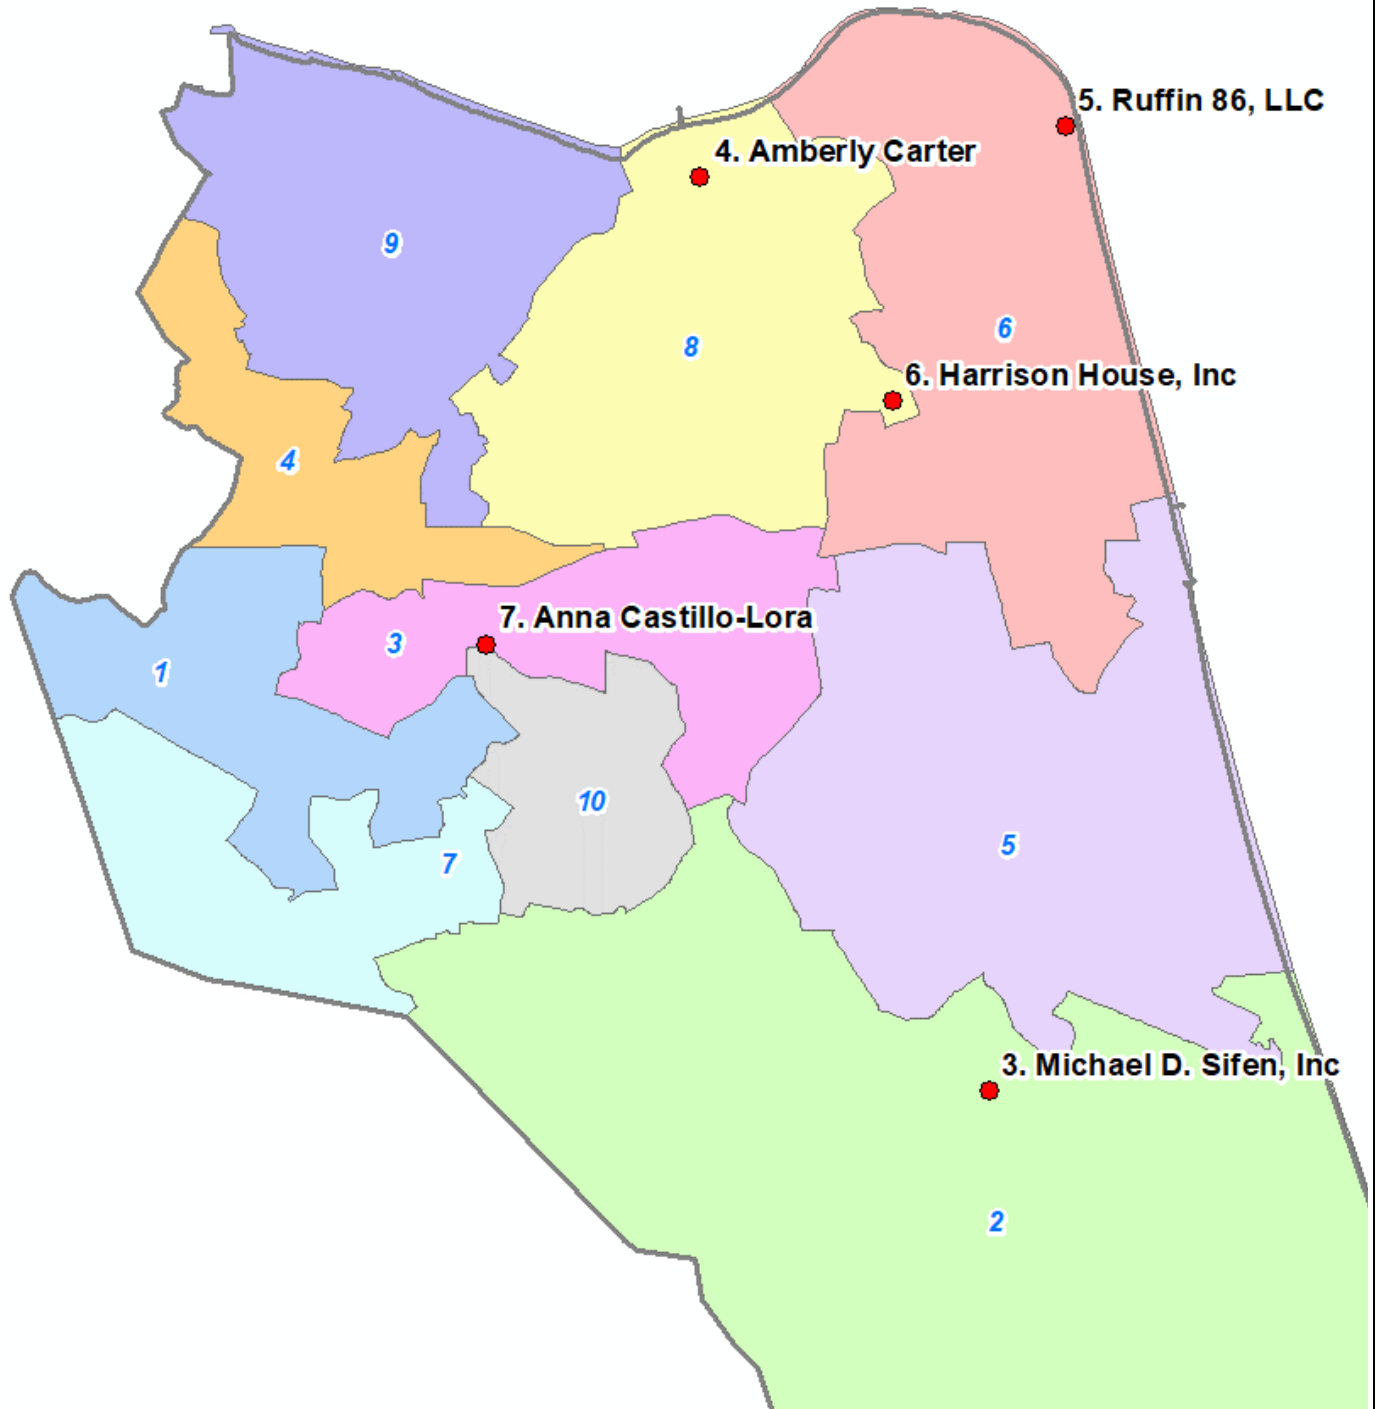 5. Ruffin 86, LLC
4. Amberly Carter
9
6
8
6. Harrison House, Inc
4
7. Anna Castillo-Lora
3
1
10
5
7
3. Michael D. Sifen, Inc
2